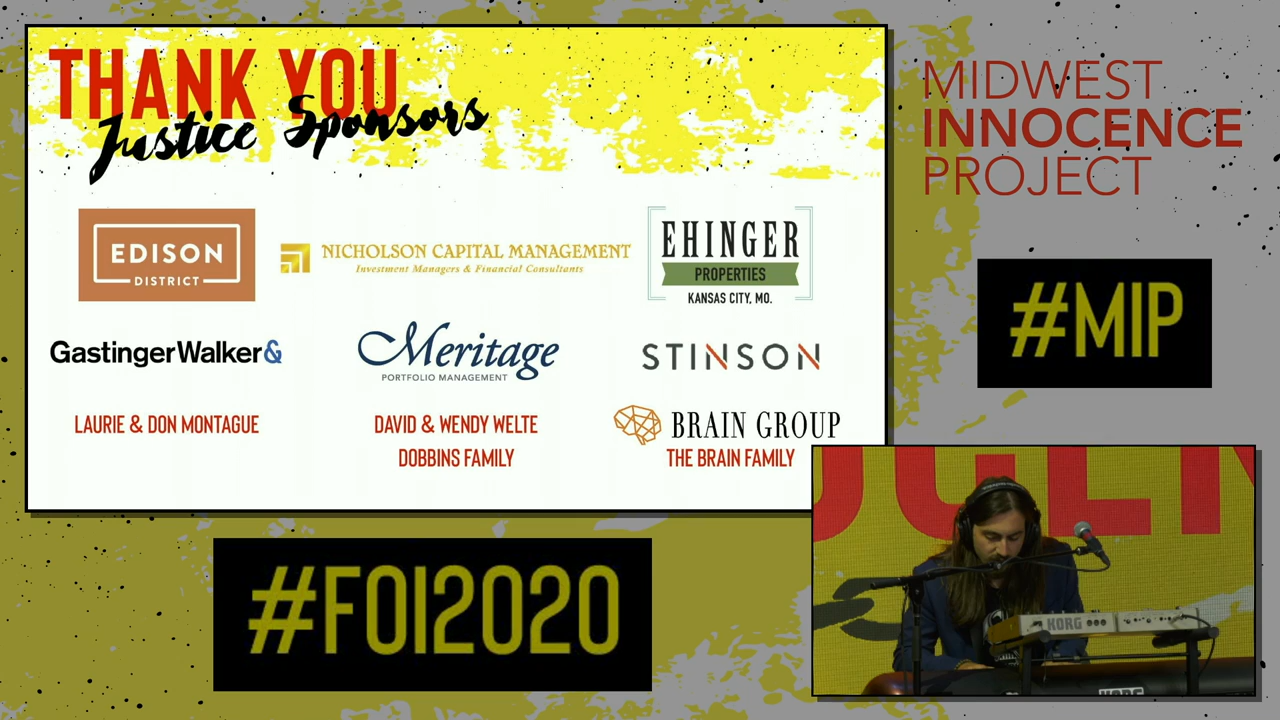 THANK YOU
Justice Sponsors
EDISON
DISTRICT
NICHOLSON CAPITAL MANAGEMENT
Investment Managers & Financial Consultants
EHINGER
PROPERTIES
KANSAS CITY, MO.
GastingerWalker&
Meritage
PORTFOLIO MANAGEMENT
STINSON
LAURIE & DON MONTAGUE
DAVID & WENDY WELTE
DOBBINS FAMILY
BRAIN GROUP
THE BRAIN FAMILY
MIDWEST
INNOCENCE
PROJECT
#MIP
#FOI2020
KORG